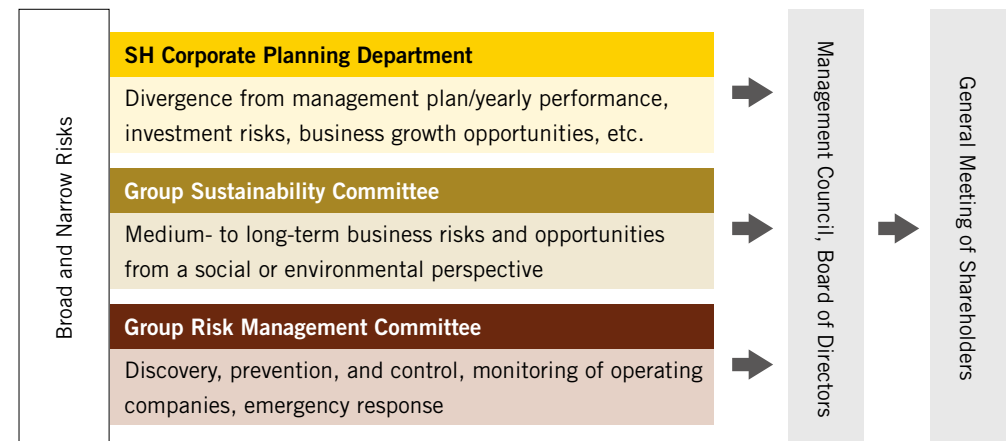 Broad and Narrow Risks
SH Corporate Planning Department
Divergence from management plan/yearly performance,
investment risks, business growth opportunities, etc.
Group Sustainability Committee
Medium- to long-term business risks and opportunities
from a social or environmental perspective
Group Risk Management Committee
Discovery, prevention, and control, monitoring of operating
companies, emergency response
Management Council, Board of Directors
General Meeting of Shareholders